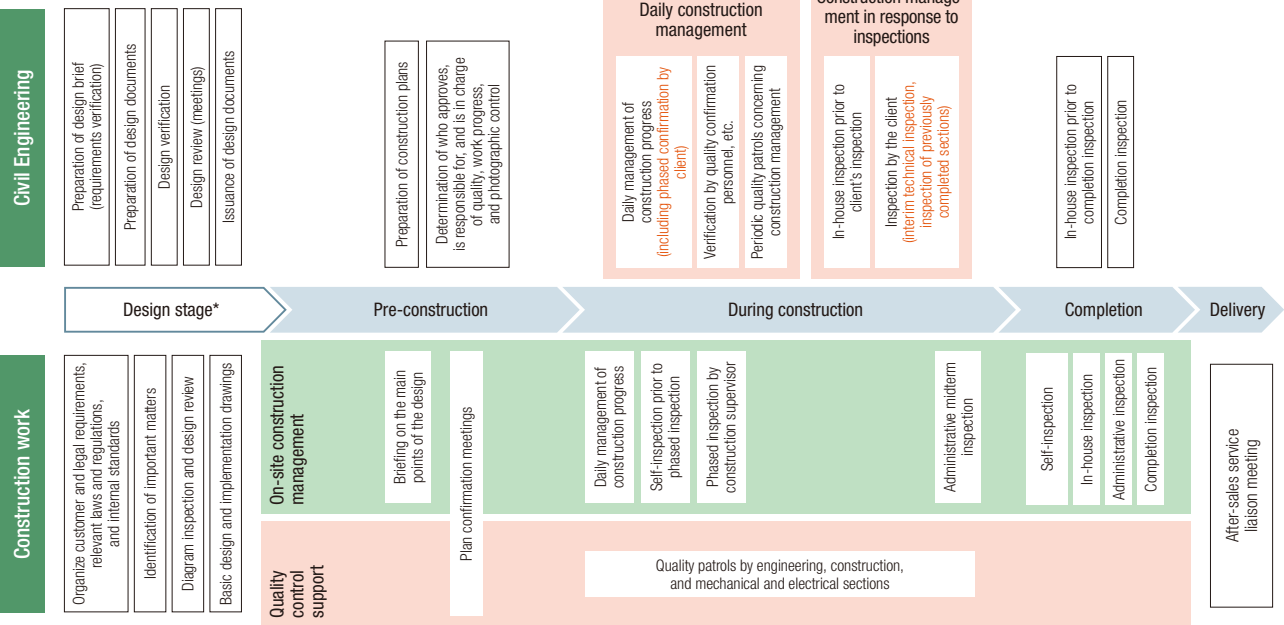 Civil Engineering
Preparation of design brief
(requirements verification)
Preparation of design documents
Design verification
Design review (meetings)
Issuance of design documents
Preparation of construction plans
Determination of who approves,
is responsible for, and is in charge
of quality, work progress,
and photographic control
Daily construction
management
Daily management of
construction progress
(including phased confirmation by
client)
Verification by quality confirmation
personnel, etc.
Periodic quality patrols concerning
construction management
Construction manage-
ment in response to
inspections
In-house inspection prior to
client's inspection
Inspection by the client
(interim technical inspection,
inspection of previously
completed sections)
In-house inspection prior to
completion inspection
Completion inspection
Design stage*
Pre-construction
During construction
Completion
Delivery
Construction work
Organize customer and legal requirements,
relevant laws and regulations,
and internal standards
Identification of important matters
Diagram inspection and design review
Basic design and implementation drawings
On-site construction
management
Briefing on the main
points of the design
Plan confirmation meetings
Daily management of
construction progress
Self-inspection prior to
phased inspection
Phased inspection by
construction supervisor
Administrative midterm
inspection
Self-inspection
In-house inspection
Administrative inspection
Completion inspection
After-sales service
liaison meeting
Quality
control
support
Quality patrols by engineering, construction,
and mechanical and electrical sections